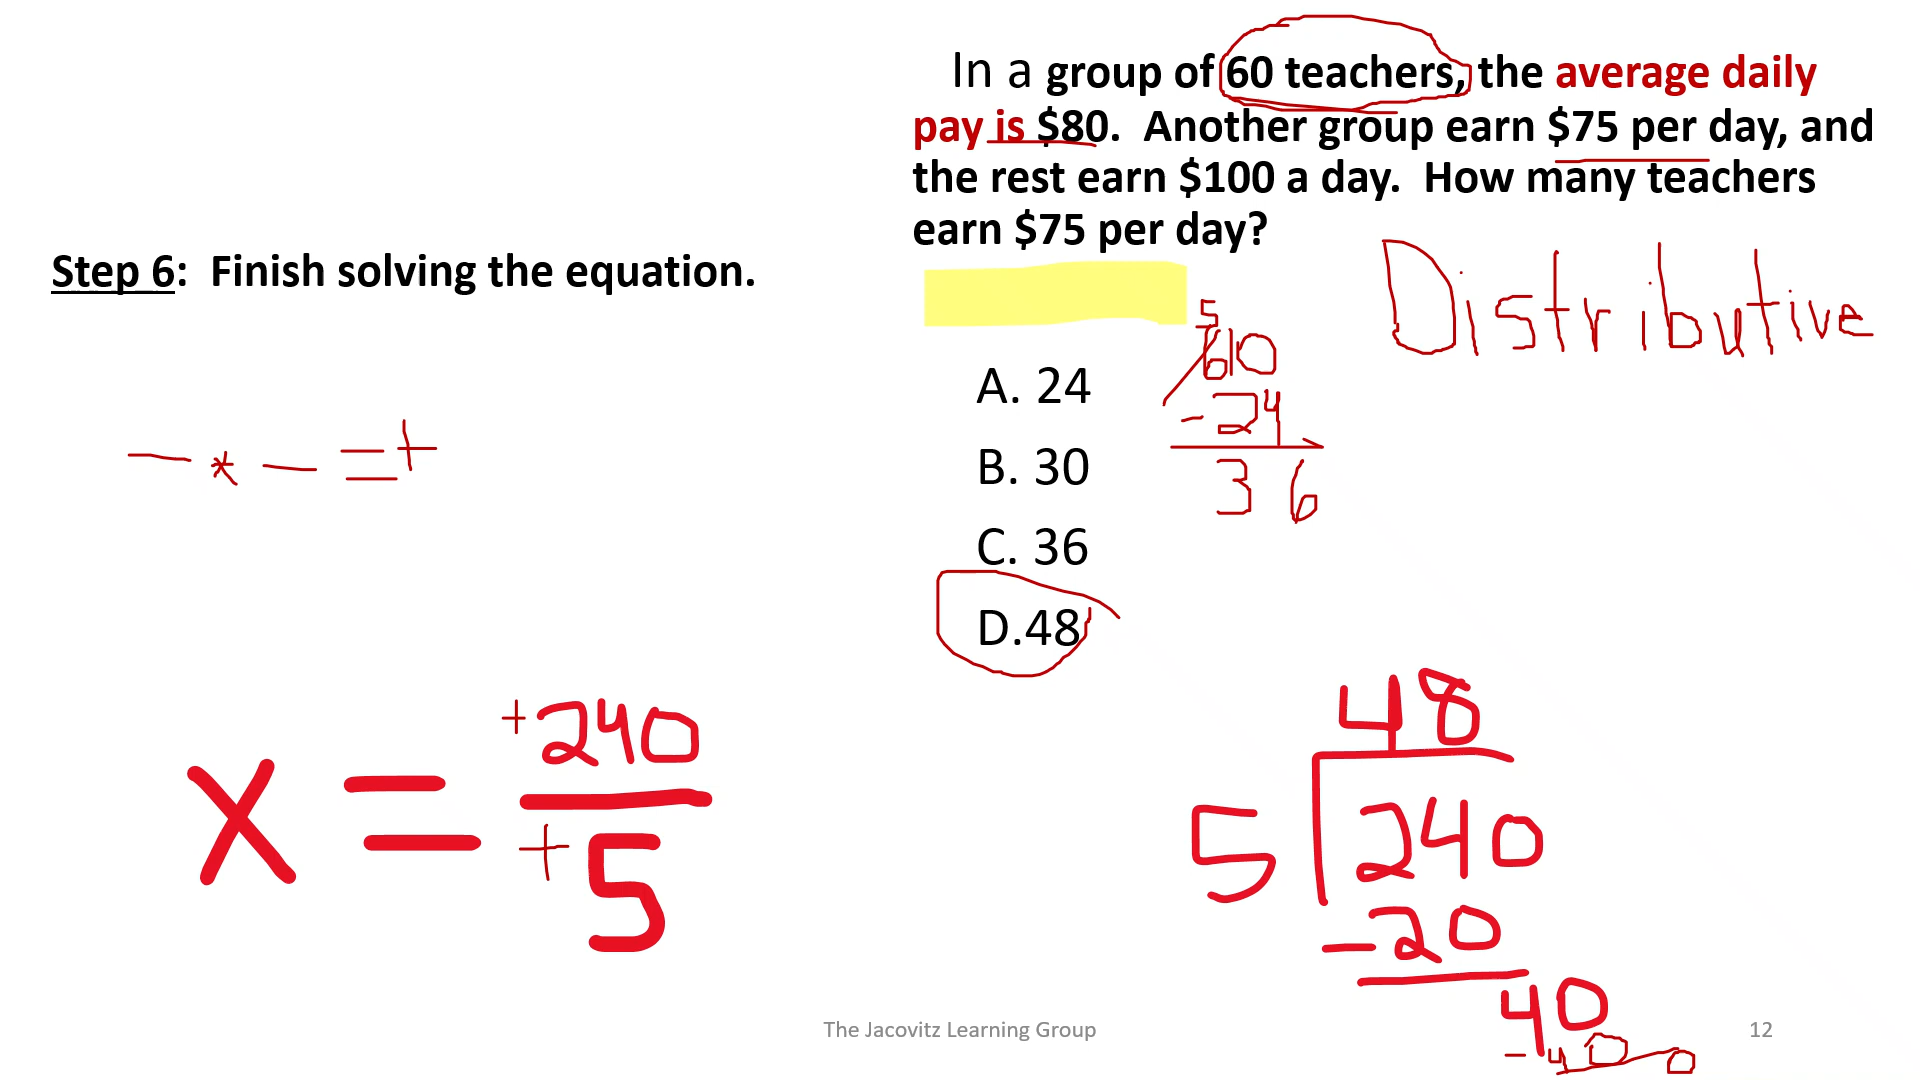 In a group of 60 teachers, the average daily
pay is $80. Another group earn $75 per day, and
the rest earn $100 a day. How many teachers
earn $75 per day?
Step 6: Finish solving the equation.
Distributive
5
610
- 24
3 6
A. 24
B. 30
C. 36
D.48
— * — = +
X = +240
+5
48
5 240
-20
40
- 40
0
The Jacovitz Learning Group
12